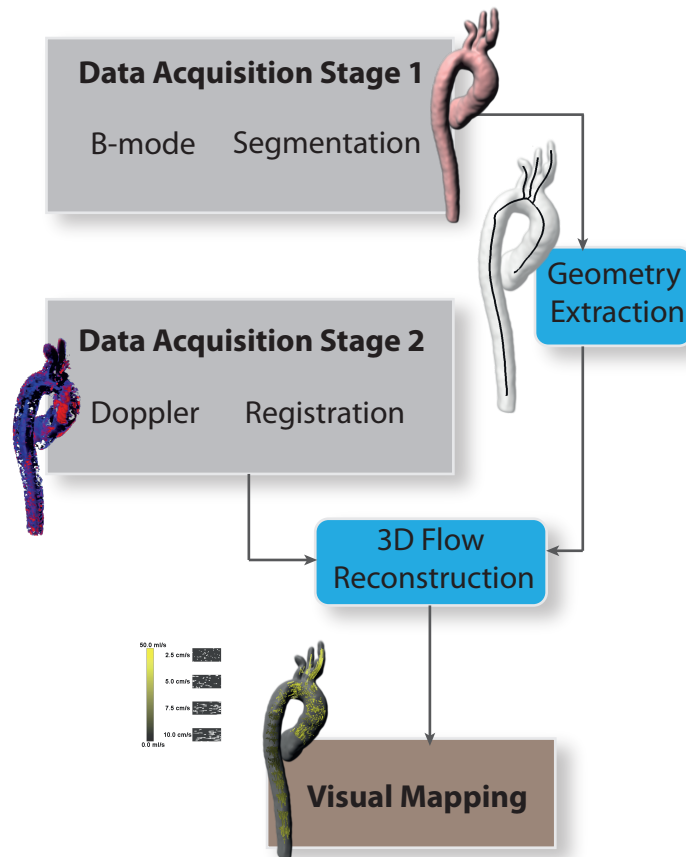 Data Acquisition Stage 1
B-mode Segmentation
Geometry
Extraction
Data Acquisition Stage 2
Doppler Registration
3D Flow
Reconstruction
50.0 ml/s
2.5 cm/s
5.0 cm/s
7.5 cm/s
10.0 cm/s
0.0 ml/s
Visual Mapping